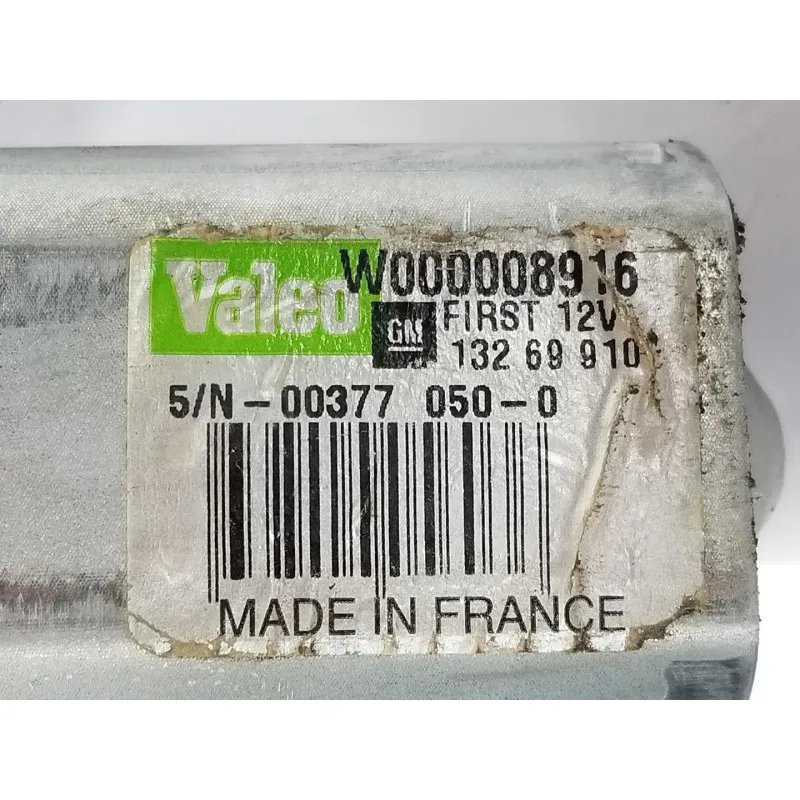 Valeo W000008916
GM FIRST 12V
132 69 910
5/N-00377 050-0
MADE IN FRANCE